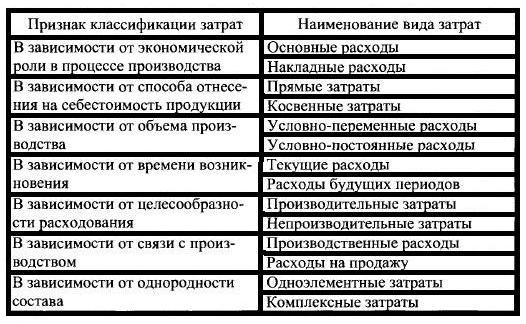 Признак классификации затрат
Наименование вида затрат
В зависимости от экономической
роли в процессе производства
Основные расходы
Накладные расходы
В зависимости от способа отнесе-
ния на себестоимость продукции
Прямые затраты
Косвенные затраты
В зависимости от объема произ-
водства
Условно-переменные расходы
Условно-постоянные расходы
В зависимости от времени возник-
новения
Текущие расходы
Расходы будущих периодов
В зависимости от целесообразно-
сти расходования
Производительные затраты
Непроизводительные затраты
В зависимости от связи с произ-
водством
Производственные расходы
Расходы на продажу
В зависимости от однородности
состава
Одноэлементные затраты
Комплексные затраты